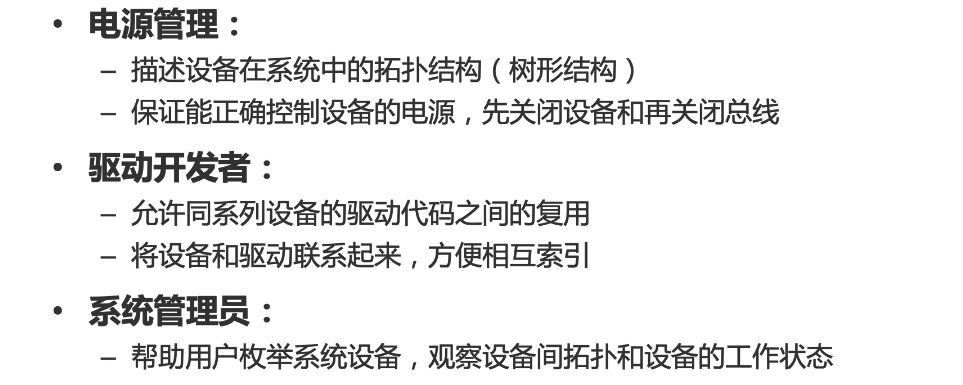 • 电源管理：
– 描述设备在系统中的拓扑结构（树形结构）
– 保证能正确控制设备的电源，先关闭设备和再关闭总线
• 驱动开发者：
– 允许同系列设备的驱动代码之间的复用
– 将设备和驱动联系起来，方便相互索引
• 系统管理员：
– 帮助用户枚举系统设备，观察设备间拓扑和设备的工作状态